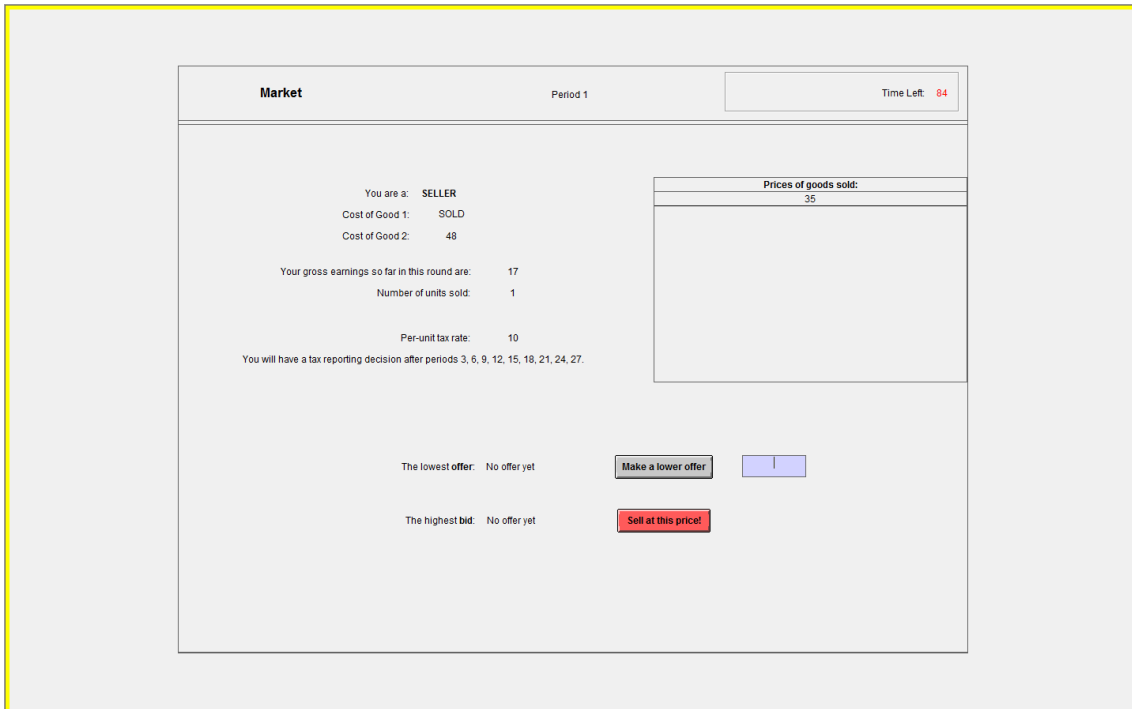 Market
Period 1
Time Left: 84
You are a: SELLER
Cost of Good 1: SOLD
Cost of Good 2: 48
Your gross earnings so far in this round are: 17
Number of units sold: 1
Per-unit tax rate: 10
You will have a tax reporting decision after periods 3, 6, 9, 12, 15, 18, 21, 24, 27.
Prices of goods sold:
35
The lowest offer: No offer yet
Make a lower offer
The highest bid: No offer yet
Sell at this price!